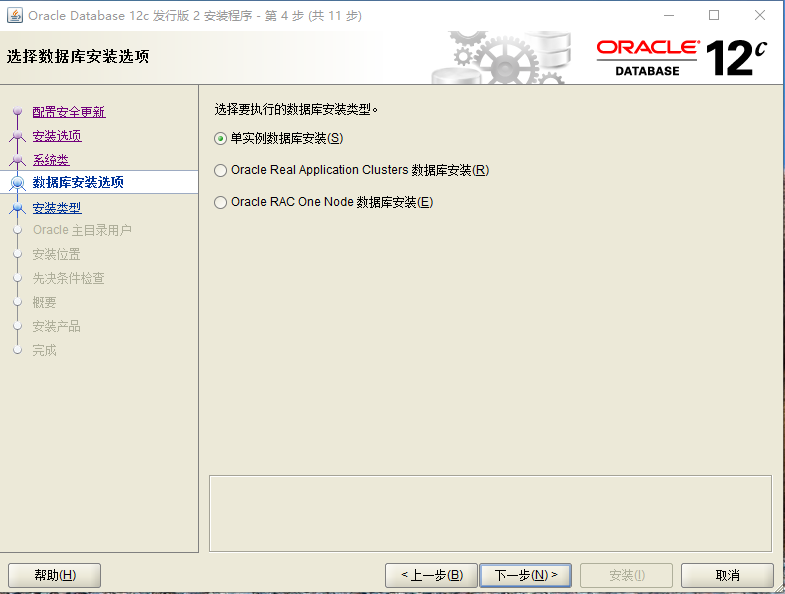 Oracle Database 12c 发行版 2 安装程序 - 第 4 步 (共 11 步)
选择数据库安装选项
ORACLE®
DATABASE
12c
配置安全更新
安装选项
系统类
数据库安装选项
安装类型
Oracle 主目录用户
安装位置
先决条件检查
概要
安装产品
完成
选择要执行的数据库安装类型。
单实例数据库安装(S)
Oracle Real Application Clusters 数据库安装(R)
Oracle RAC One Node 数据库安装(E)
帮助(H)
< 上一步(B)
下一步(N) >
安装(I)
取消